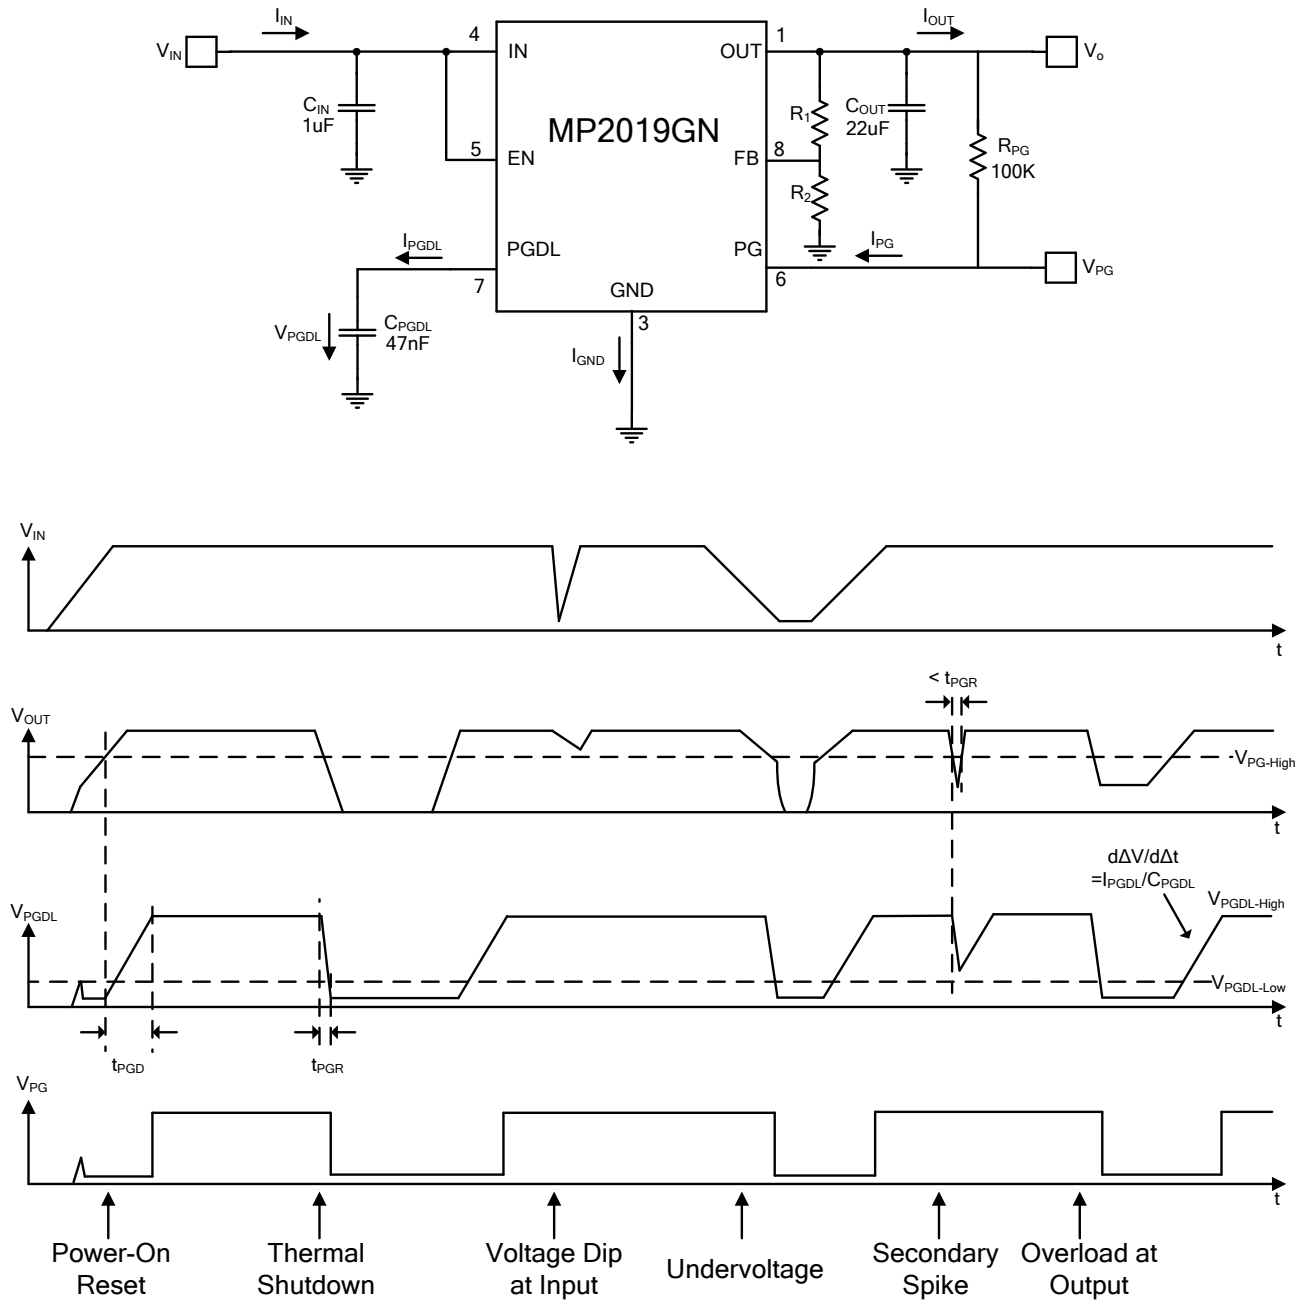 I_IN
V_IN
4
IN
C_IN
1uF
5
EN
MP2019GN
OUT
1
I_OUT
V_o
R_1
C_OUT
22uF
FB
8
R_2
R_PG
100K
PGDL
7
I_PGDL
V_PGDL
C_PGDL
47nF
PG
6
I_PG
V_PG
GND
3
I_GND
V_IN
t
V_OUT
< t_PGR
V_PG-High
t
V_PGDL
dΔV/dΔt
=I_PGDL/C_PGDL
V_PGDL-High
V_PGDL-Low
t
t_PGD
t_PGR
V_PG
t
Power-On
Reset
Thermal
Shutdown
Voltage Dip
at Input
Undervoltage
Secondary
Spike
Overload at
Output